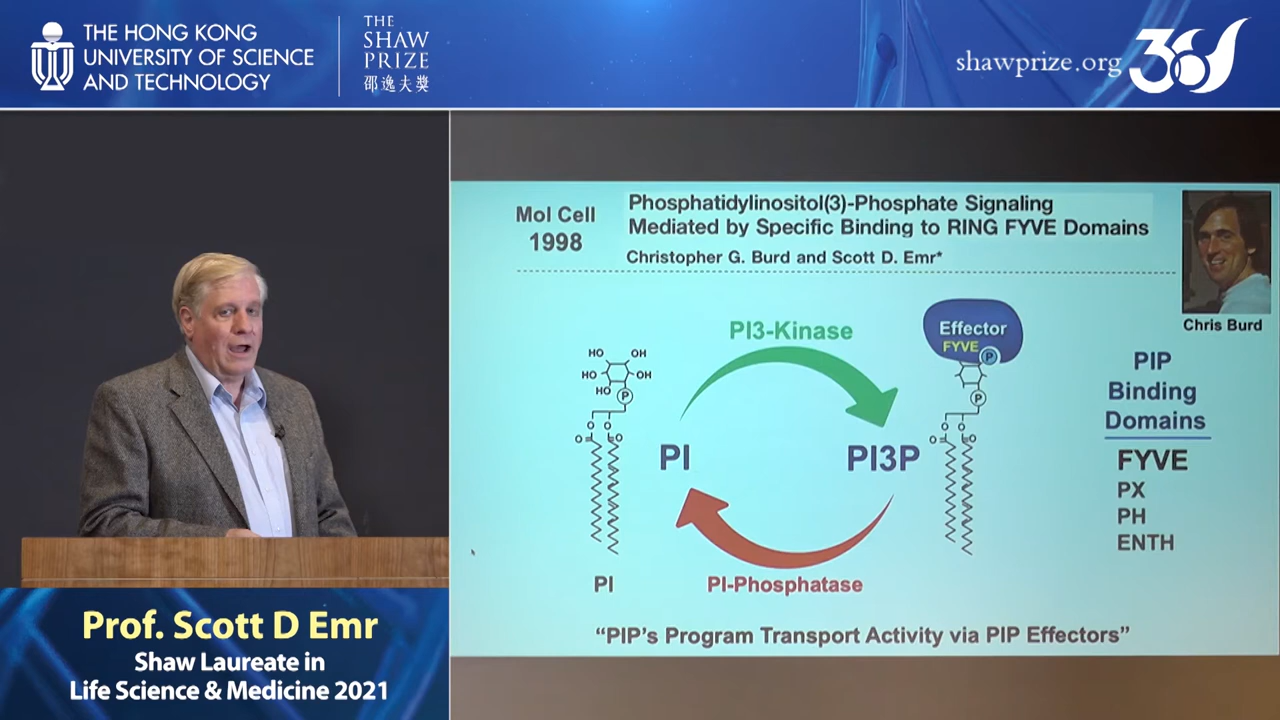 THE HONG KONG
UNIVERSITY OF SCIENCE
AND TECHNOLOGY
THE
SHAW
PRIZE
邵逸夫獎
shawprize.org
30
Mol Cell
1998
Phosphatidylinositol(3)-Phosphate Signaling
Mediated by Specific Binding to RING FYVE Domains
Christopher G. Burd and Scott D. Emr*
Chris Burd
PI3-Kinase
Effector
FYVE
P
HO OH
HO OH
HO P
P
O O
O O
O O
O O
PI
PI3P
PIP
Binding
Domains
FYVE
PX
PH
ENTH
PI
PI-Phosphatase
“PIP's Program Transport Activity via PIP Effectors”
Prof. Scott D Emr
Shaw Laureate in
Life Science & Medicine 2021